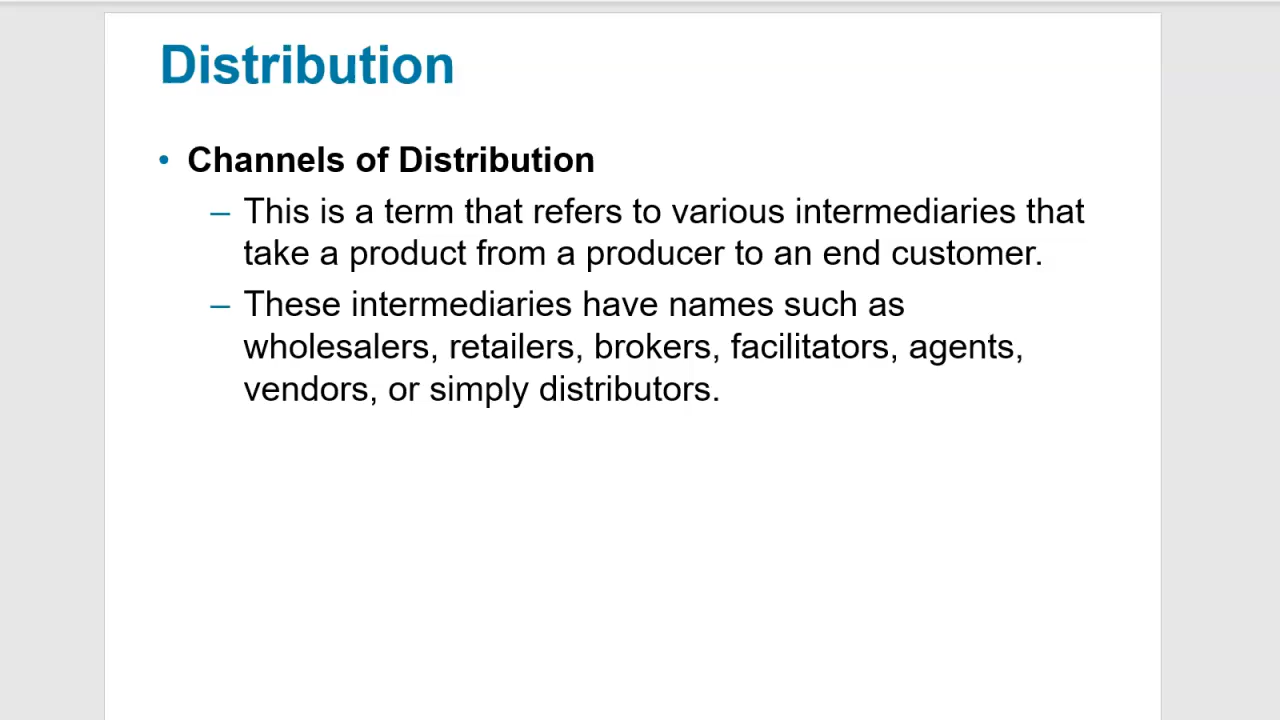 Distribution
• Channels of Distribution
– This is a term that refers to various intermediaries that
take a product from a producer to an end customer.
– These intermediaries have names such as
wholesalers, retailers, brokers, facilitators, agents,
vendors, or simply distributors.